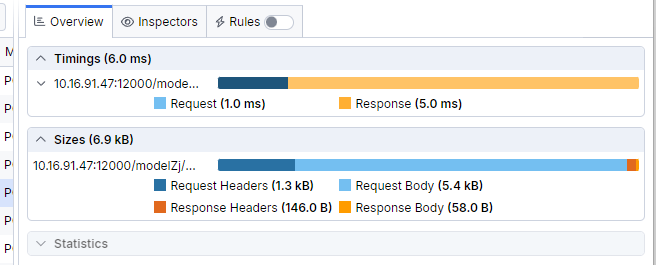 Overview Inspectors Rules
M
Timings (6.0 ms)
P
10.16.91.47:12000/mode...
P
Request (1.0 ms) Response (5.0 ms)
P
Sizes (6.9 kB)
P
10.16.91.47:12000/modelZj/...
P
Request Headers (1.3 kB) Request Body (5.4 kB)
Response Headers (146.0 B) Response Body (58.0 B)
P
Statistics
P